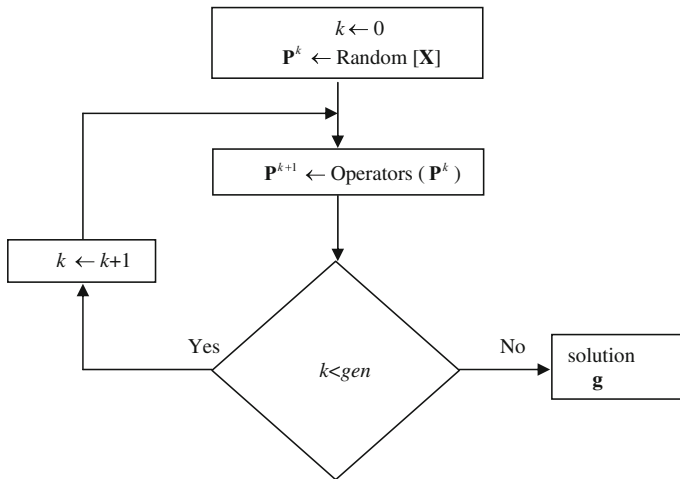 k ← 0
P^k ← Random [X]
P^{k+1} ← Operators ( P^k )
k ← k+1
Yes
k<gen
No
solution
g